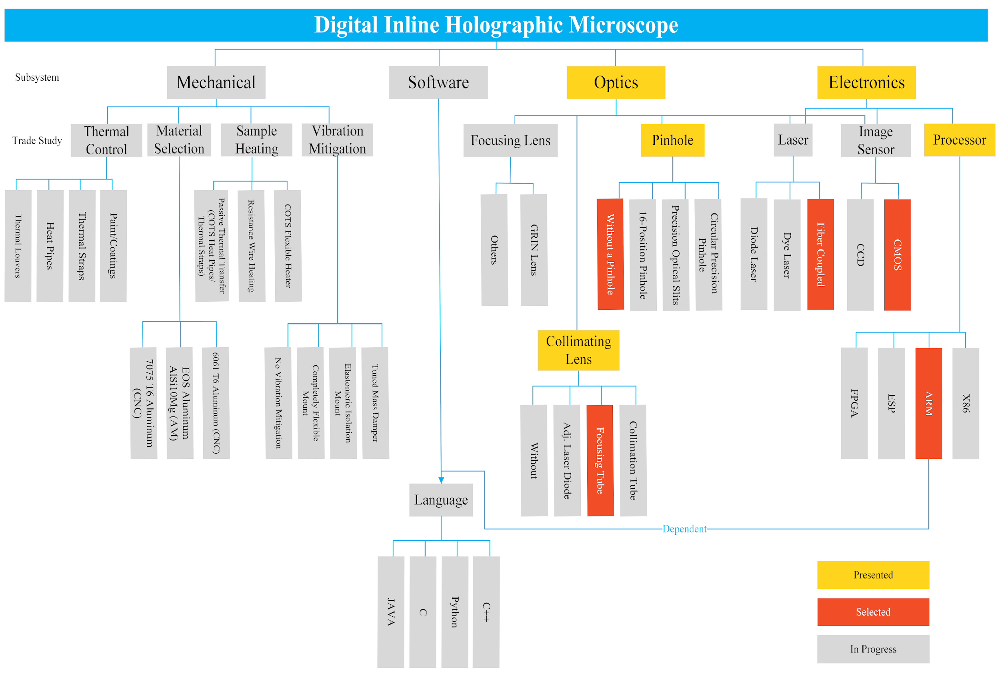 Digital Inline Holographic Microscope
Subsystem
Mechanical
Software
Optics
Electronics
Trade Study
Thermal
Control
Material
Selection
Sample
Heating
Vibration
Mitigation
Focusing Lens
Pinhole
Laser
Image
Sensor
Processor
Thermal Louvers
Heat Pipes
Thermal Straps
Paint/Coatings
Passive Thermal Transfer
(COTS Heat Pipes/
Thermal Straps)
Resistance Wire Heating
COTS Flexible Heater
Others
GRIN Lens
Without a Pinhole
16-Position Pinhole
Precision Optical Slits
Circular Precision
Pinhole
Diode Laser
Dye Laser
Fiber Coupled
CCD
CMOS
Collimating
Lens
7075 T6 Aluminum
(CNC)
EOS Aluminum
AlSi10Mg (AM)
6061 T6 Aluminum (CNC)
No Vibration Mitigation
Completely Flexible
Mount
Elastomeric Isolation
Mount
Tuned Mass Damper
FPGA
ESP
ARM
X86
Without
Adj. Laser Diode
Focusing Tube
Collimation Tube
Language
Dependent
JAVA
C
Python
C++
Presented
Selected
In Progress